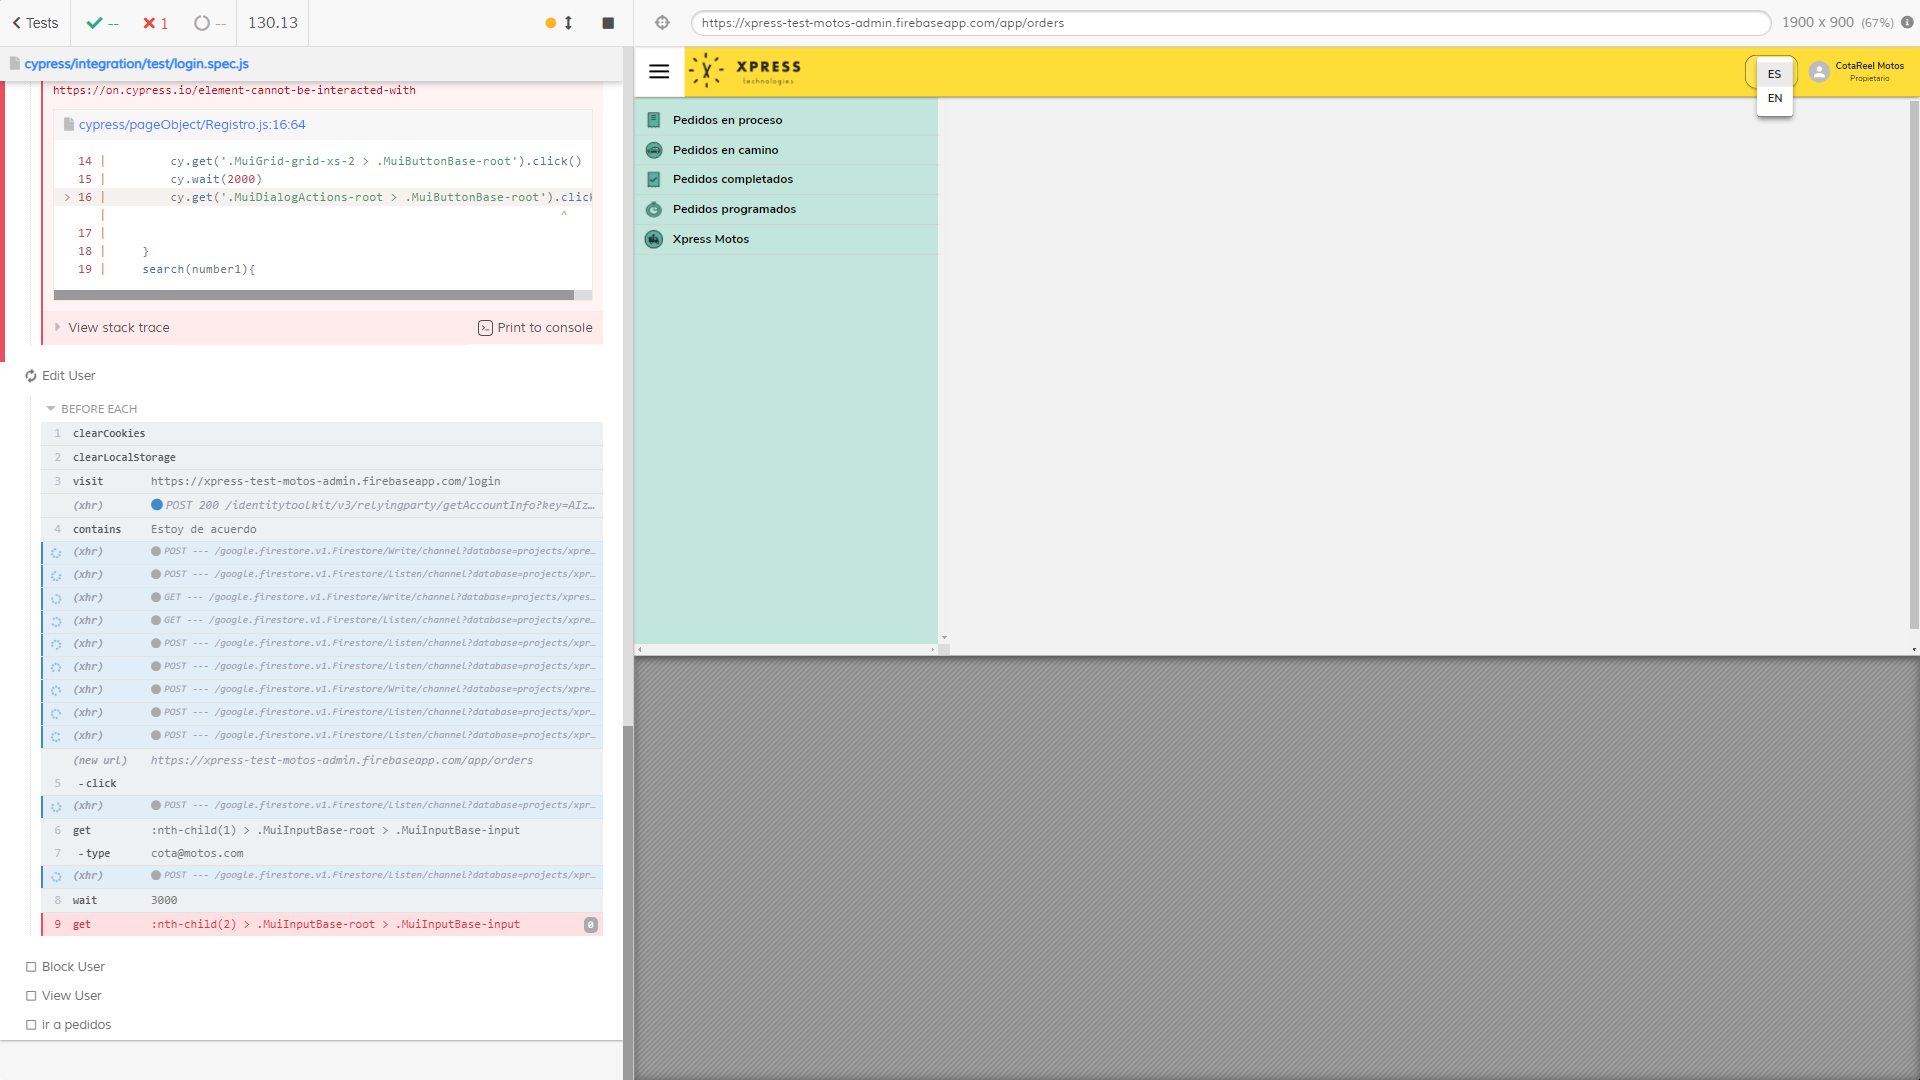 Tests
--
1
--
130.13
https://xpress-test-motos-admin.firebaseapp.com/app/orders
1900 x 900 (67%)
cypress/integration/test/login.spec.js
https://on.cypress.io/element-cannot-be-interacted-with
cypress/pageObject/Registro.js:16:64
14 | cy.get('.MuiGrid-grid-xs-2 > .MuiButtonBase-root').click()
15 | cy.wait(2000)
> 16 | cy.get('.MuiDialogActions-root > .MuiButtonBase-root').click
| ^
17 |
18 | }
19 | search(number1){
View stack trace
Print to console
Edit User
BEFORE EACH
1 clearCookies
2 clearLocalStorage
3 visit https://xpress-test-motos-admin.firebaseapp.com/login
(xhr) POST 200 /identitytoolkit/v3/relyingparty/getAccountInfo?key=AIz...
4 contains Estoy de acuerdo
(xhr) POST --- /google.firestore.v1.Firestore/Write/channel?database=projects/xpre...
(xhr) POST --- /google.firestore.v1.Firestore/Listen/channel?database=projects/xpr...
(xhr) GET --- /google.firestore.v1.Firestore/Write/channel?database=projects/xpres...
(xhr) GET --- /google.firestore.v1.Firestore/Listen/channel?database=projects/xpre...
(xhr) POST --- /google.firestore.v1.Firestore/Listen/channel?database=projects/xpr...
(xhr) POST --- /google.firestore.v1.Firestore/Listen/channel?database=projects/xpr...
(xhr) POST --- /google.firestore.v1.Firestore/Write/channel?database=projects/xpre...
(xhr) POST --- /google.firestore.v1.Firestore/Listen/channel?database=projects/xpr...
(xhr) POST --- /google.firestore.v1.Firestore/Listen/channel?database=projects/xpr...
(new url) https://xpress-test-motos-admin.firebaseapp.com/app/orders
5 -click
(xhr) POST --- /google.firestore.v1.Firestore/Listen/channel?database=projects/xpr...
6 get :nth-child(1) > .MuiInputBase-root > .MuiInputBase-input
7 -type cota@motos.com
(xhr) POST --- /google.firestore.v1.Firestore/Listen/channel?database=projects/xpr...
8 wait 3000
9 get :nth-child(2) > .MuiInputBase-root > .MuiInputBase-input 0
Block User
View User
ir a pedidos
XPRESS
technologies
ES
EN
CotaReel Motos
Propietario
Pedidos en proceso
Pedidos en camino
Pedidos completados
Pedidos programados
Xpress Motos